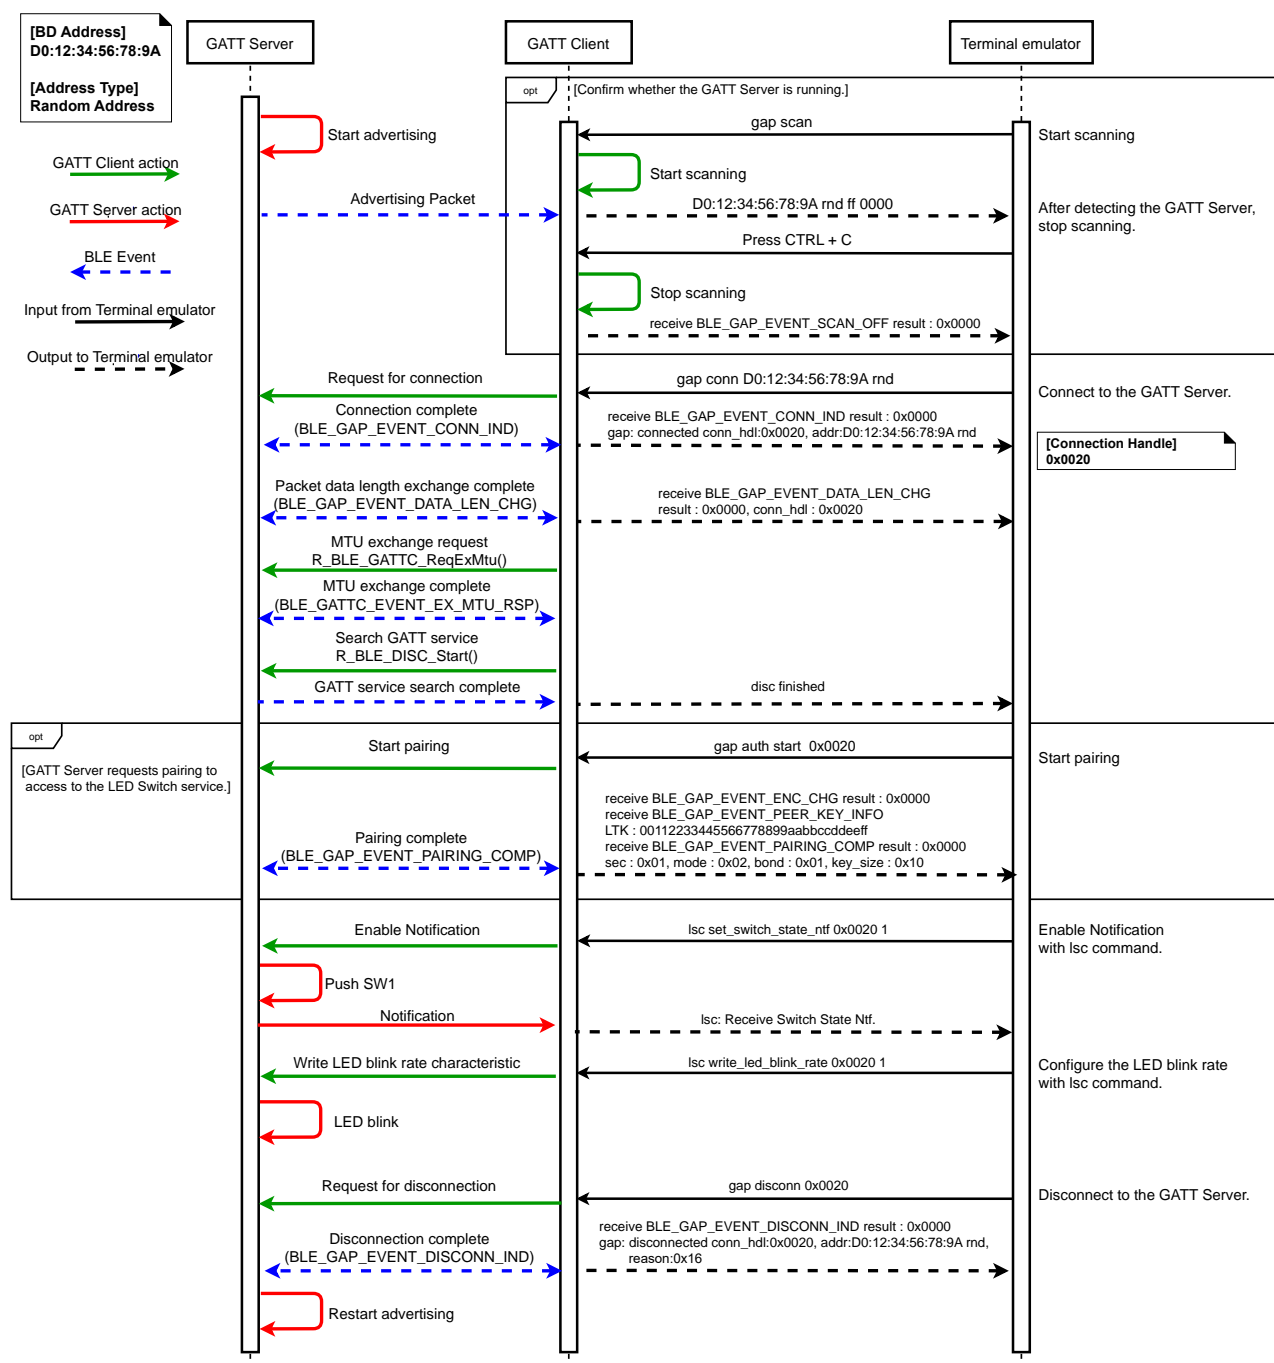 [BD Address]
D0:12:34:56:78:9A
[Address Type]
Random Address
GATT Server
GATT Client
Terminal emulator
opt
[Confirm whether the GATT Server is running.]
GATT Client action
GATT Server action
BLE Event
Input from Terminal emulator
Output to Terminal emulator
Start advertising
gap scan
Start scanning
Start scanning
Advertising Packet
D0:12:34:56:78:9A rnd ff 0000
After detecting the GATT Server,
stop scanning.
Press CTRL + C
Stop scanning
receive BLE_GAP_EVENT_SCAN_OFF result : 0x0000
Request for connection
gap conn D0:12:34:56:78:9A rnd
Connect to the GATT Server.
Connection complete
(BLE_GAP_EVENT_CONN_IND)
receive BLE_GAP_EVENT_CONN_IND result : 0x0000
gap: connected conn_hdl:0x0020, addr:D0:12:34:56:78:9A rnd
[Connection Handle]
0x0020
Packet data length exchange complete
(BLE_GAP_EVENT_DATA_LEN_CHG)
receive BLE_GAP_EVENT_DATA_LEN_CHG
result : 0x0000, conn_hdl : 0x0020
MTU exchange request
R_BLE_GATTC_ReqExMtu()
MTU exchange complete
(BLE_GATTC_EVENT_EX_MTU_RSP)
Search GATT service
R_BLE_DISC_Start()
GATT service search complete
disc finished
opt
[GATT Server requests pairing to
access to the LED Switch service.]
Start pairing
gap auth start  0x0020
Start pairing
Pairing complete
(BLE_GAP_EVENT_PAIRING_COMP)
receive BLE_GAP_EVENT_ENC_CHG result : 0x0000
receive BLE_GAP_EVENT_PEER_KEY_INFO
LTK : 00112233445566778899aabbccddeeff
receive BLE_GAP_EVENT_PAIRING_COMP result : 0x0000
sec : 0x01, mode : 0x02, bond : 0x01, key_size : 0x10
Enable Notification
lsc set_switch_state_ntf 0x0020 1
Enable Notification
with lsc command.
Push SW1
Notification
lsc: Receive Switch State Ntf.
Write LED blink rate characteristic
lsc write_led_blink_rate 0x0020 1
Configure the LED blink rate
with lsc command.
LED blink
Request for disconnection
gap disconn 0x0020
Disconnect to the GATT Server.
Disconnection complete
(BLE_GAP_EVENT_DISCONN_IND)
receive BLE_GAP_EVENT_DISCONN_IND result : 0x0000
gap: disconnected conn_hdl:0x0020, addr:D0:12:34:56:78:9A rnd,
reason:0x16
Restart advertising